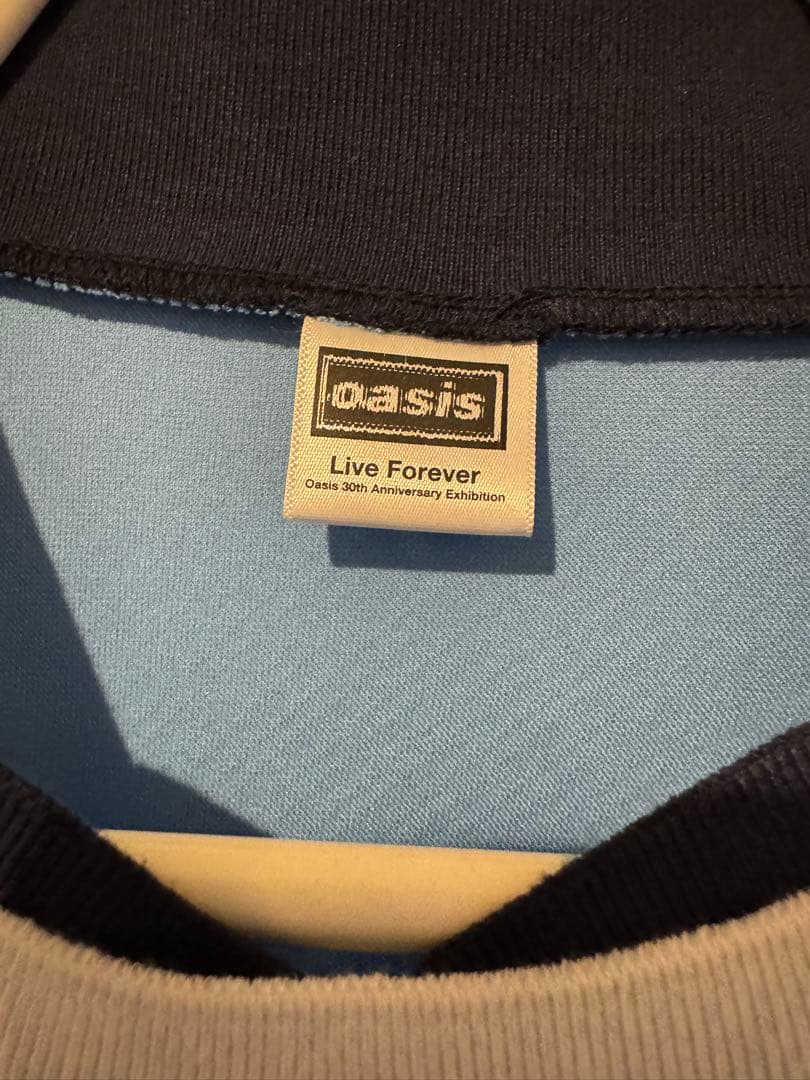 oasis
Live Forever
Oasis 30th Anniversary Exhibition